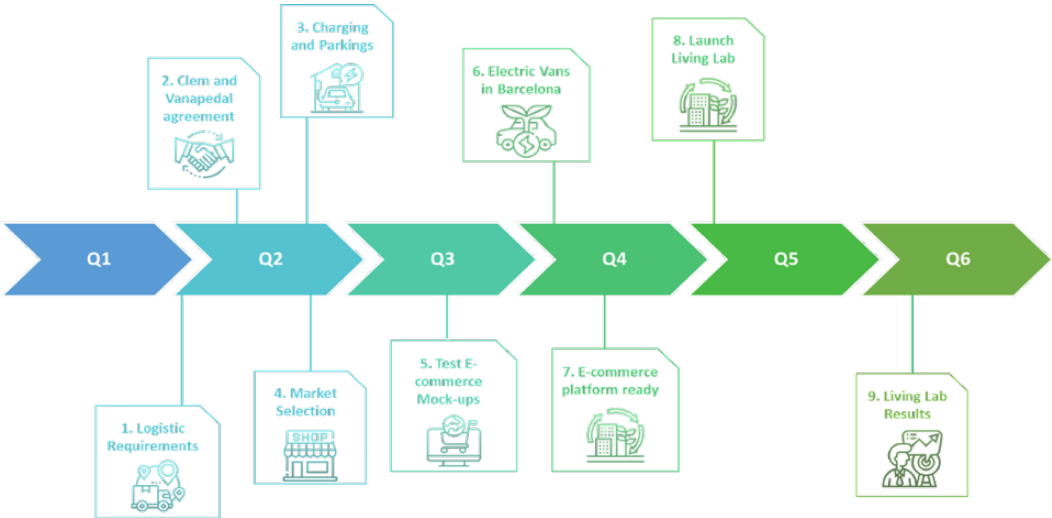 3. Charging
and Parkings
8. Launch
Living Lab
2. Clem and
Vanapedal
agreement
6. Electric Vans
in Barcelona
Q1
Q2
Q3
Q4
Q5
Q6
5. Test E-
commerce
Mock-ups
7. E-commerce
platform ready
4. Market
Selection
SHOP
9. Living Lab
Results
1. Logistic
Requirements